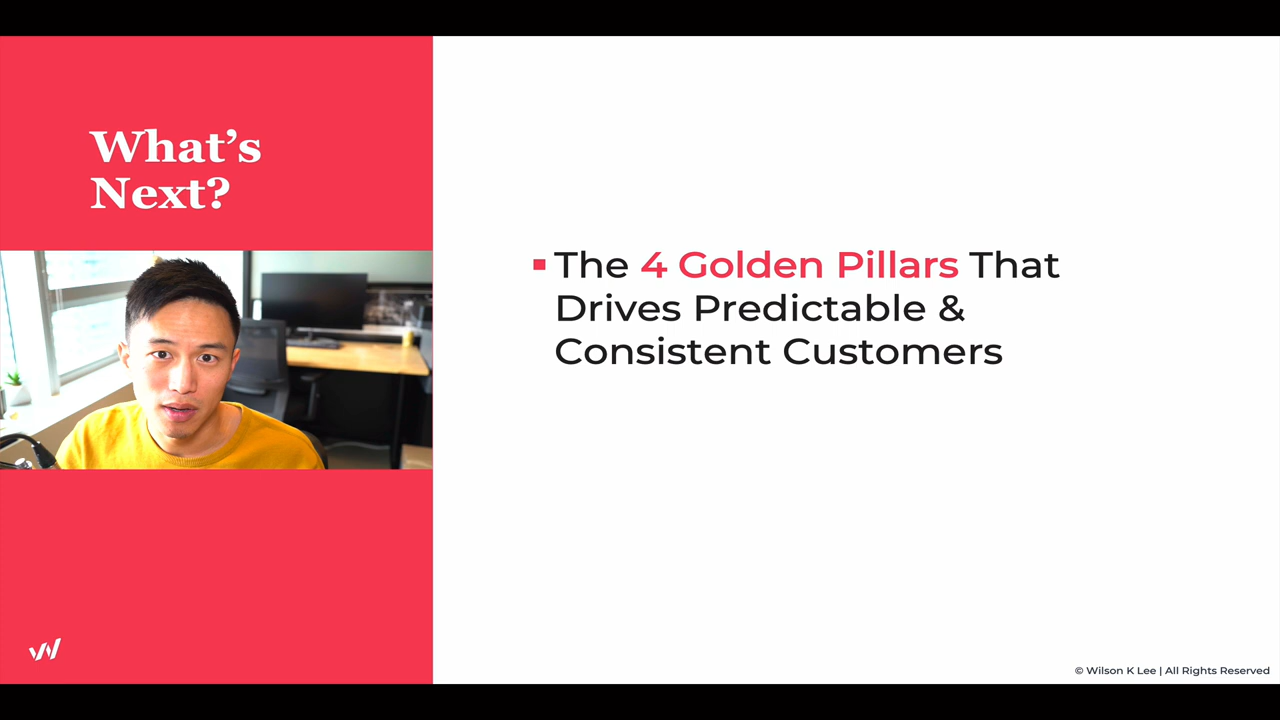 What’s
Next?
The 4 Golden Pillars That
Drives Predictable &
Consistent Customers
© Wilson K Lee | All Rights Reserved